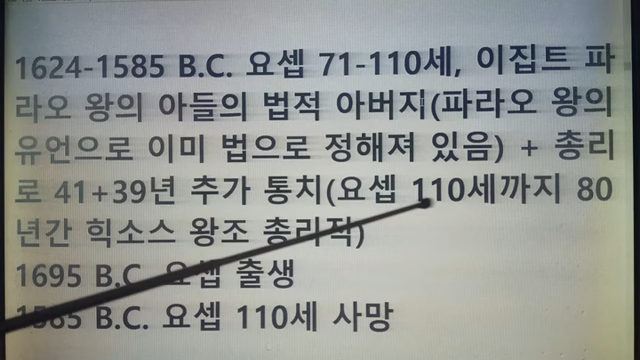 1624-1585 B.C. 요셉 71-110세, 이집트 파
라오 왕의 아들의 법적 아버지(파라오 왕의
유언으로 이미 법으로 정해져 있음) + 총리
로 41+39년 추가 통치(요셉 110세까지 80
년간 힉소스 왕조 총리직)
1695 B.C. 요셉 출생
1585 B.C. 요셉 110세 사망